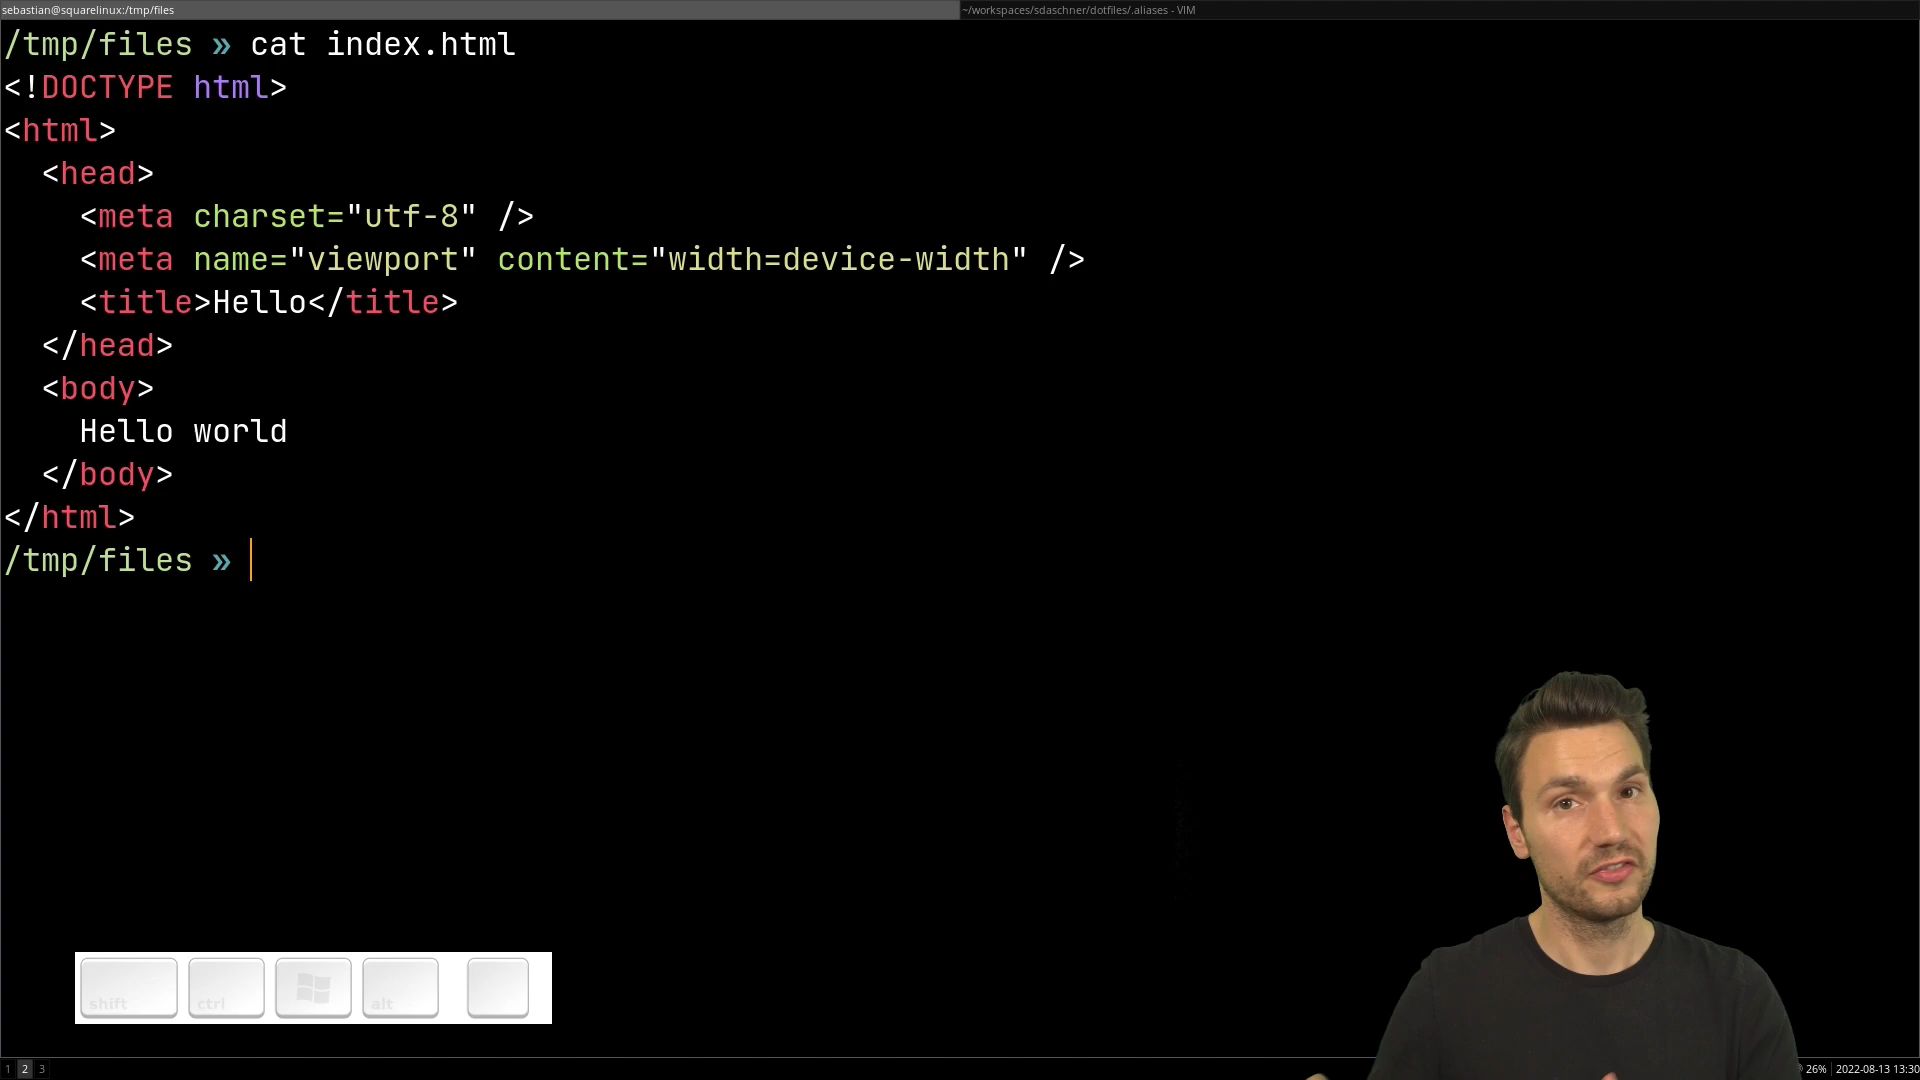 sebastian@squarelinux:/tmp/files
~/workspaces/sdaschner/dotfiles/.aliases - VIM
/tmp/files » cat index.html
<!DOCTYPE html>
<html>
  <head>
    <meta charset="utf-8" />
    <meta name="viewport" content="width=device-width" />
    <title>Hello</title>
  </head>
  <body>
    Hello world
  </body>
</html>
/tmp/files »
shift ctrl alt
1 2 3
26% 2022-08-13 13:30